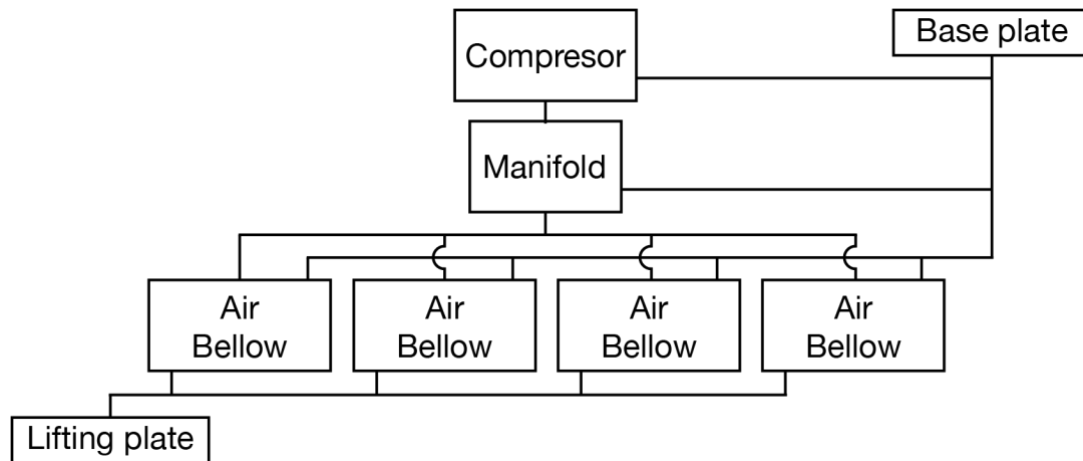 Compresor
Base plate
Manifold
Air
Bellow
Air
Bellow
Air
Bellow
Air
Bellow
Lifting plate